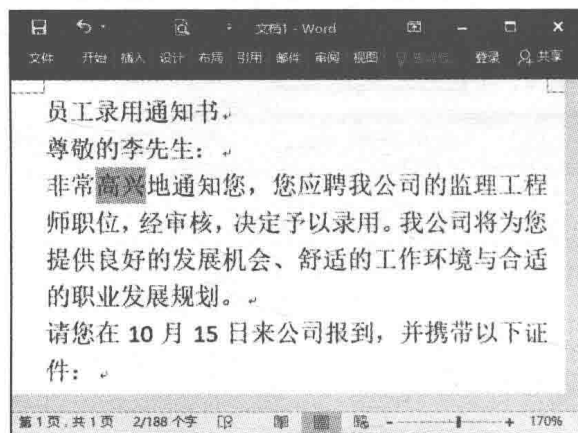 文档1 - Word
文件 开始 插入 设计 布局 引用 邮件 审阅 视图 登录 共享
员工录用通知书
尊敬的李先生：
非常高兴地通知您，您应聘我公司的监理工程
师职位，经审核，决定予以录用。我公司将为您
提供良好的发展机会、舒适的工作环境与合适
的职业发展规划。
请您在 10 月 15 日来公司报到，并携带以下证
件：
第1页，共1页 2/188个字 170%